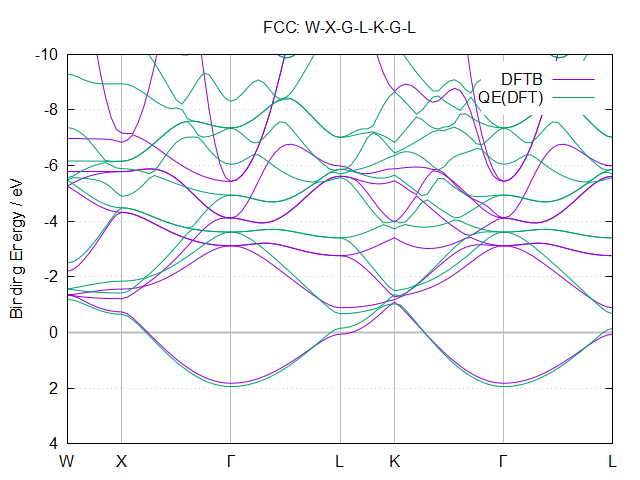 FCC: W-X-G-L-K-G-L
DFTB
QE(DFT)
Binding Energy / eV
-10
-8
-6
-4
-2
0
2
4
W X Γ L K Γ L